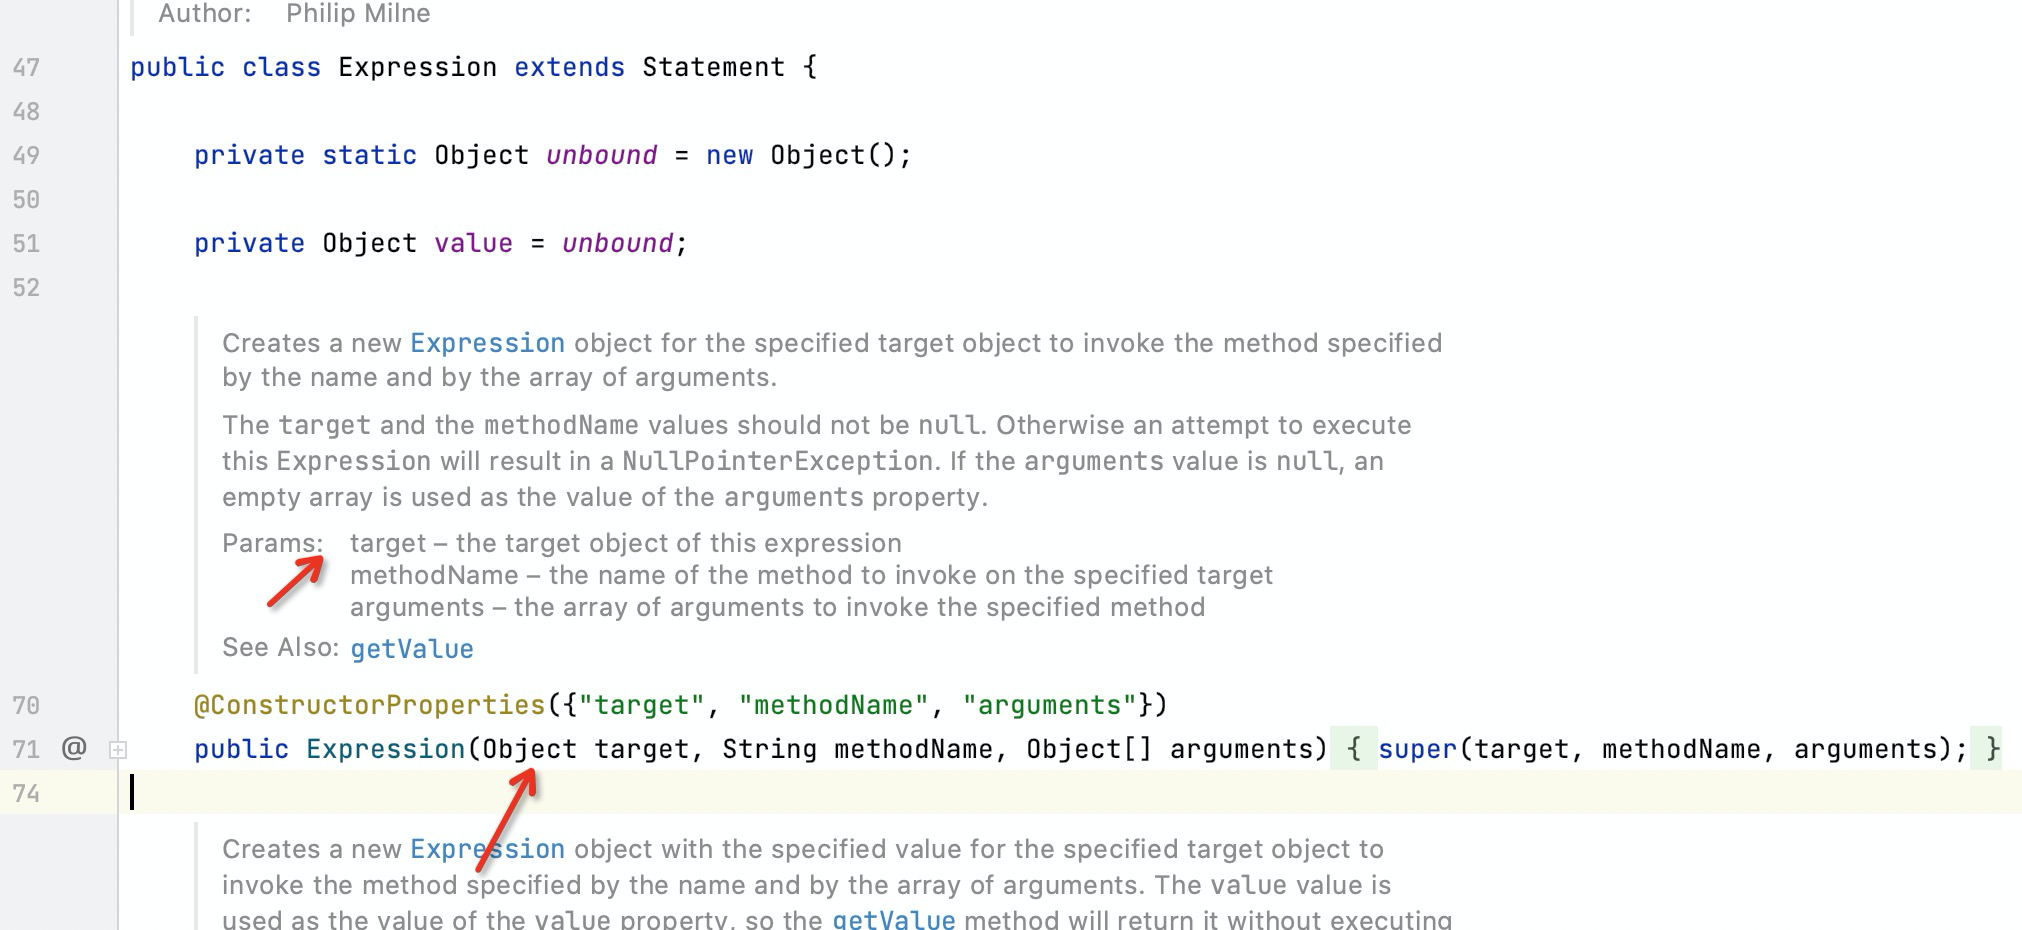 Author: Philip Milne
47 public class Expression extends Statement {
48
49 private static Object unbound = new Object();
50
51 private Object value = unbound;
52
Creates a new Expression object for the specified target object to invoke the method specified
by the name and by the array of arguments.
The target and the methodName values should not be null. Otherwise an attempt to execute
this Expression will result in a NullPointerException. If the arguments value is null, an
empty array is used as the value of the arguments property.
Params: target – the target object of this expression
methodName – the name of the method to invoke on the specified target
arguments – the array of arguments to invoke the specified method
See Also: getValue
70 @ConstructorProperties({"target", "methodName", "arguments"})
71 @ public Expression(Object target, String methodName, Object[] arguments) { super(target, methodName, arguments); }
74
Creates a new Expression object with the specified value for the specified target object to
invoke the method specified by the name and by the array of arguments. The value value is
used as the value of the value property, so the getValue method will return it without executing